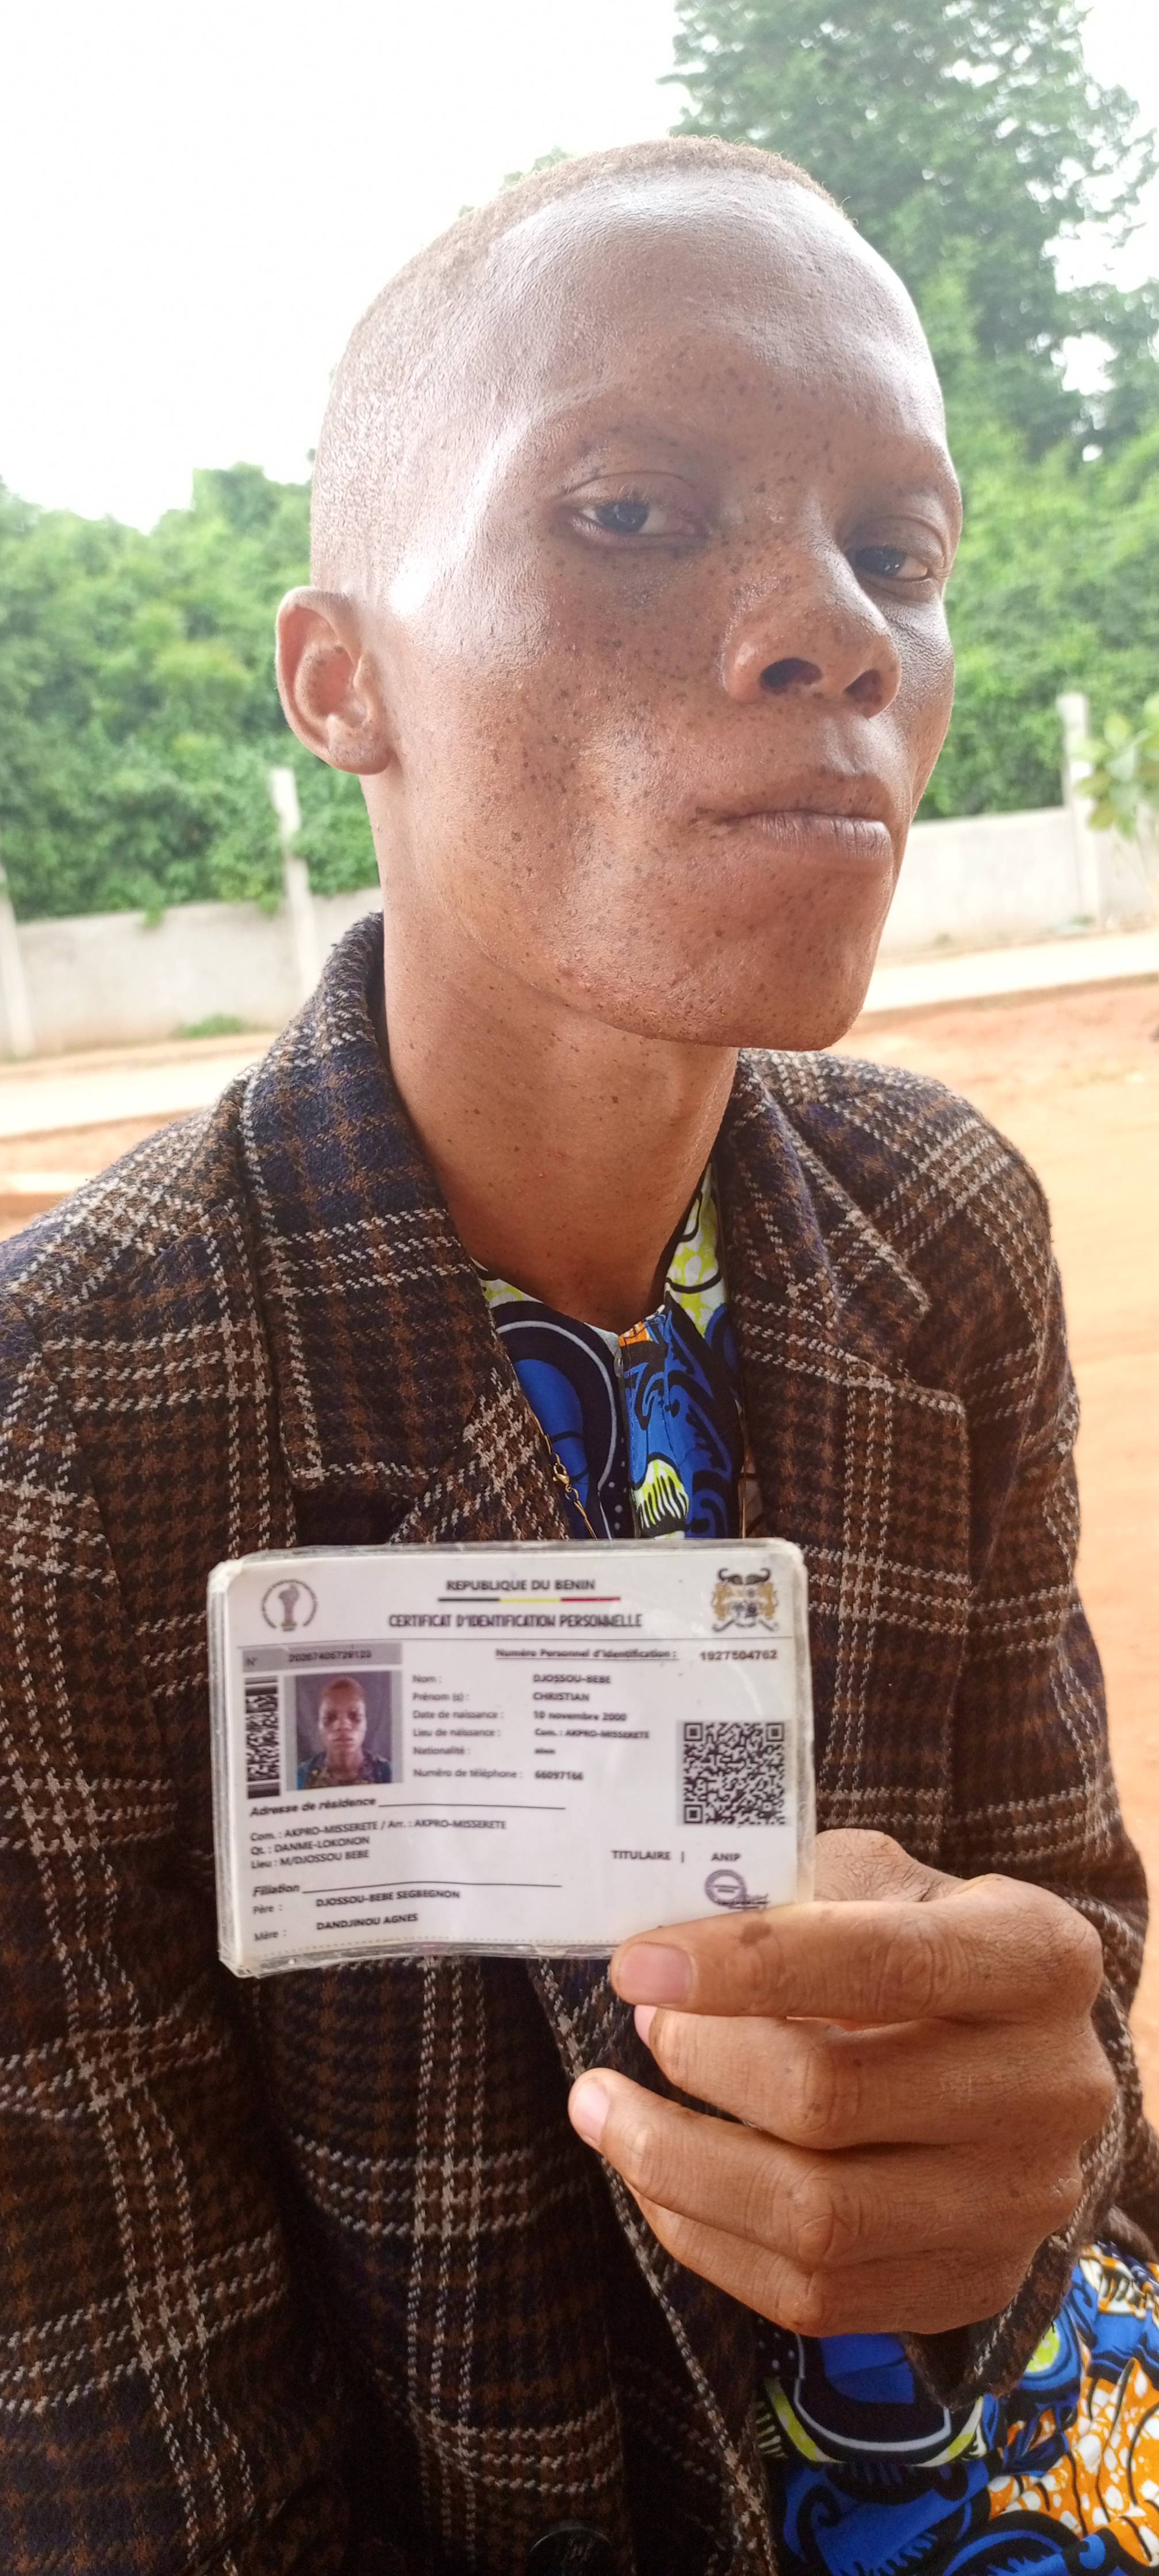 REPUBLIQUE DU BENIN
CERTIFICAT D'IDENTIFICATION PERSONNELLE
N° Numéro Personnel d'Identification : 1927504762
Nom : DJOSSOU-BEBE
Prénom (s) : CHRISTIAN
Date de naissance : 10 novembre 2000
Lieu de naissance : Com. : AKPRO-MISSERETE
Nationalité :
Numéro de téléphone : 66097166
Adresse de résidence
Com. : AKPRO-MISSERETE / Arr. : AKPRO-MISSERETE
Qt. : DANME-LOKONON
Lieu : M/DJOSSOU BEBE
TITULAIRE | ANIP
Filiation
Père : DJOSSOU-BEBE SEGBEGNON
Mère : DANDJINOU AGNES